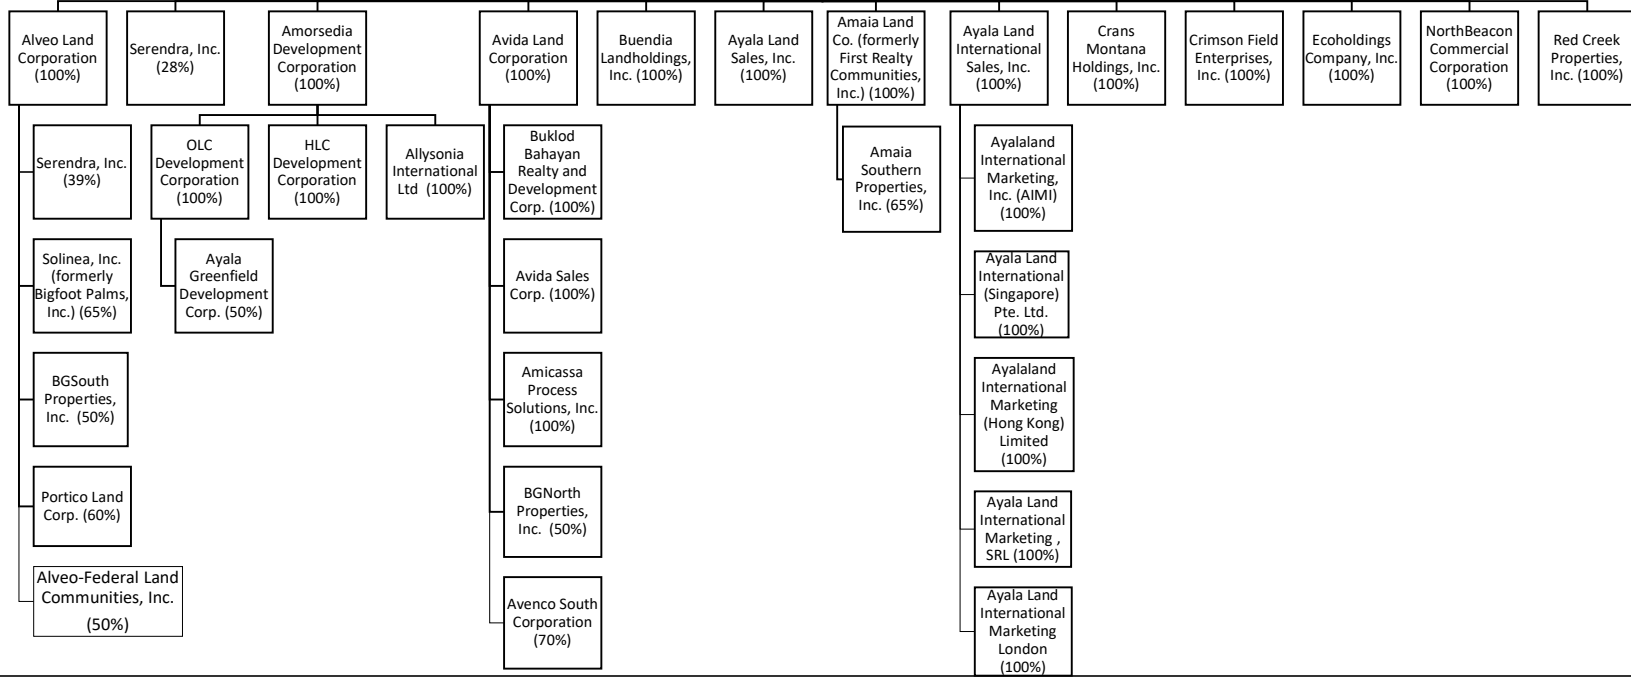 Alveo Land
Corporation
(100%)
Serendra, Inc.
(28%)
Amorsedia
Development
Corporation
(100%)
Avida Land
Corporation
(100%)
Buendia
Landholdings,
Inc. (100%)
Ayala Land
Sales, Inc.
(100%)
Amaia Land
Co. (formerly
First Realty
Communities,
Inc.) (100%)
Ayala Land
International
Sales, Inc.
(100%)
Crans
Montana
Holdings, Inc.
(100%)
Crimson Field
Enterprises,
Inc. (100%)
Ecoholdings
Company, Inc.
(100%)
NorthBeacon
Commercial
Corporation
(100%)
Red Creek
Properties,
Inc. (100%)
Serendra, Inc.
(39%)
OLC
Development
Corporation
(100%)
HLC
Development
Corporation
(100%)
Allysonia
International
Ltd (100%)
Buklod
Bahayan
Realty and
Development
Corp. (100%)
Amaia
Southern
Properties,
Inc. (65%)
Ayalaland
International
Marketing,
Inc. (AIMI)
(100%)
Solinea, Inc.
(formerly
Bigfoot Palms,
Inc.) (65%)
Ayala
Greenfield
Development
Corp. (50%)
Avida Sales
Corp. (100%)
Ayala Land
International
(Singapore)
Pte. Ltd.
(100%)
BGSouth
Properties,
Inc. (50%)
Amicassa
Process
Solutions, Inc.
(100%)
Ayalaland
International
Marketing
(Hong Kong)
Limited
(100%)
Portico Land
Corp. (60%)
BGNorth
Properties,
Inc. (50%)
Ayala Land
International
Marketing ,
SRL (100%)
Alveo-Federal Land
Communities, Inc.
(50%)
Avenco South
Corporation
(70%)
Ayala Land
International
Marketing
London
(100%)